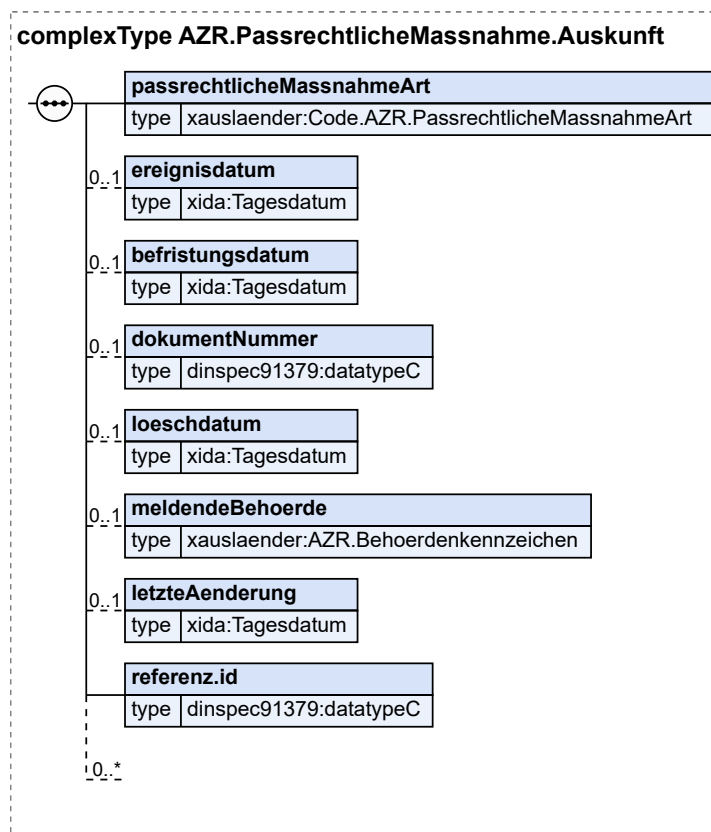 complexType AZR.PassrechtlicheMassnahme.Auskunft
passrechtlicheMassnahmeArt
type xauslaender:Code.AZR.PassrechtlicheMassnahmeArt
0..1 ereignisdatum
type xida:Tagesdatum
0..1 befristungsdatum
type xida:Tagesdatum
0..1 dokumentNummer
type dinspec91379:datatypeC
0..1 loeschdatum
type xida:Tagesdatum
0..1 meldendeBehoerde
type xauslaender:AZR.Behoerdenkennzeichen
0..1 letzteAenderung
type xida:Tagesdatum
referenz.id
type dinspec91379:datatypeC
0..*